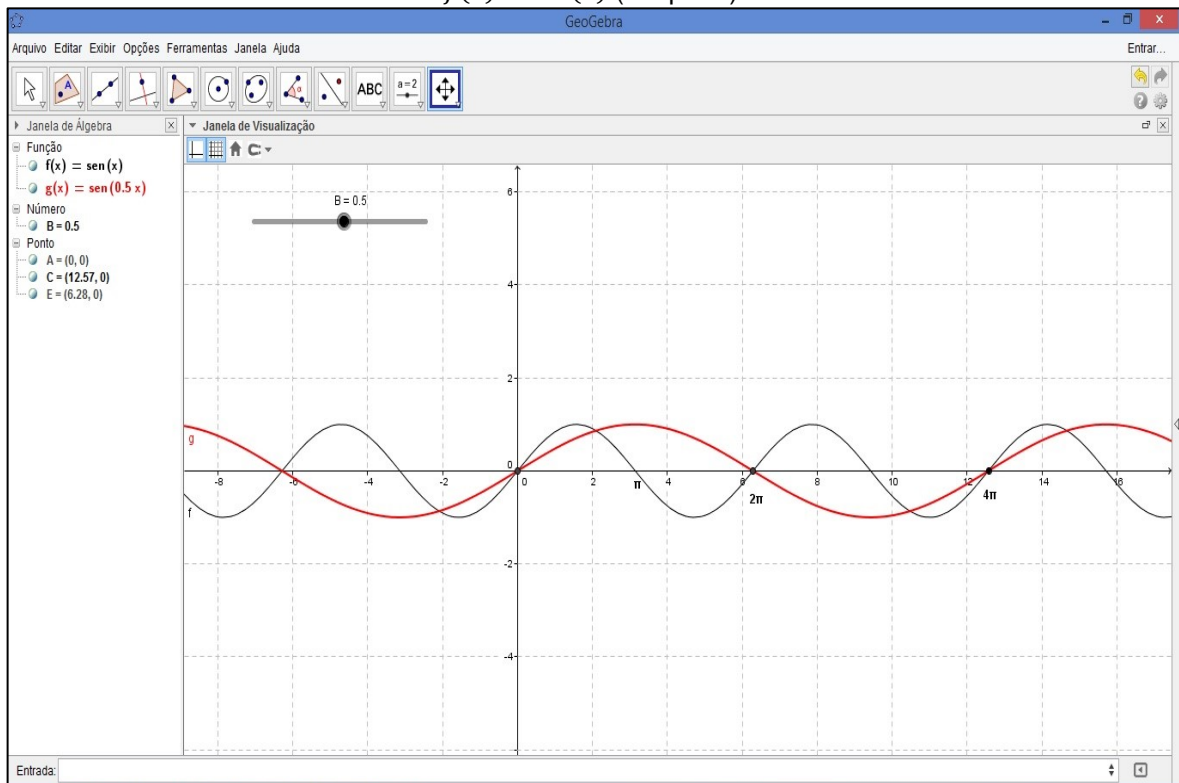 GeoGebra
Arquivo Editar Exibir Opções Ferramentas Janela Ajuda
Entrar...
ABC
a=2
Janela de Álgebra
Janela de Visualização
Função
f(x) = sen(x)
g(x) = sen(0.5 x)
Número
B = 0.5
Ponto
A = (0, 0)
C = (12.57, 0)
E = (6.28, 0)
B = 0.5
6
4
2
0
-2
-4
-8 -6 -4 -2 0 2 4 6 8 10 12 14 16
π 2π 4π
g
f
Entrada: